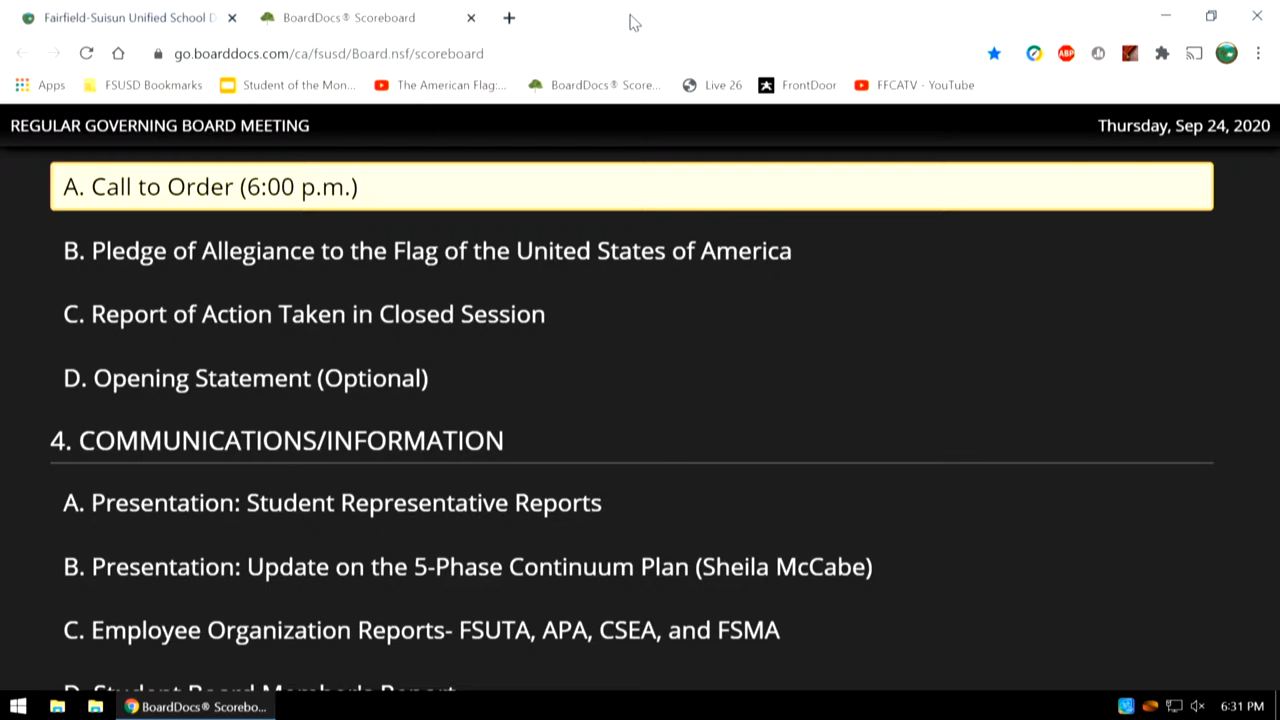 Fairfield-Suisun Unified School D
BoardDocs® Scoreboard
go.boarddocs.com/ca/fsusd/Board.nsf/scoreboard
ABP
Apps
FSUSD Bookmarks
Student of the Mon...
The American Flag:...
BoardDocs® Score...
Live 26
FrontDoor
FFCATV - YouTube
REGULAR GOVERNING BOARD MEETING
Thursday, Sep 24, 2020
A. Call to Order (6:00 p.m.)
B. Pledge of Allegiance to the Flag of the United States of America
C. Report of Action Taken in Closed Session
D. Opening Statement (Optional)
4. COMMUNICATIONS/INFORMATION
A. Presentation: Student Representative Reports
B. Presentation: Update on the 5-Phase Continuum Plan (Sheila McCabe)
C. Employee Organization Reports- FSUTA, APA, CSEA, and FSMA
D. Student Board Member's Report
BoardDocs® Scorebo...
6:31 PM